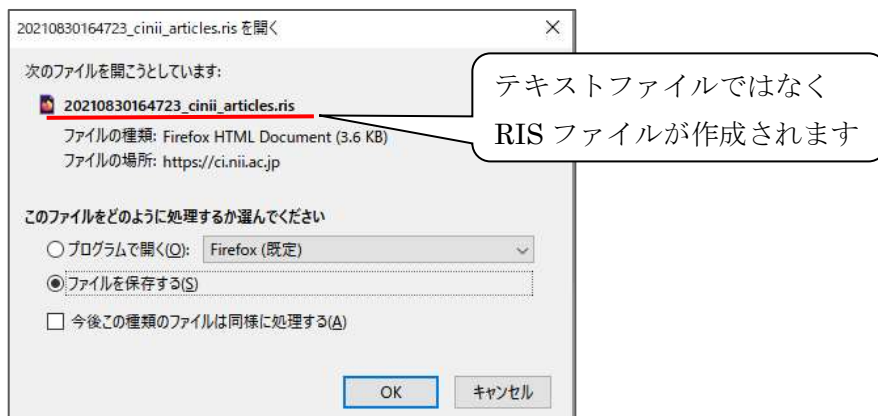 20210830164723_cinii_articles.ris を開く
次のファイルを開こうとしています:
20210830164723_cinii_articles.ris
ファイルの種類: Firefox HTML Document (3.6 KB)
ファイルの場所: https://ci.nii.ac.jp
テキストファイルではなく
RIS ファイルが作成されます
このファイルをどのように処理するか選んでください
プログラムで開く(O): Firefox (既定)
ファイルを保存する(S)
今後この種類のファイルは同様に処理する(A)
OK キャンセル